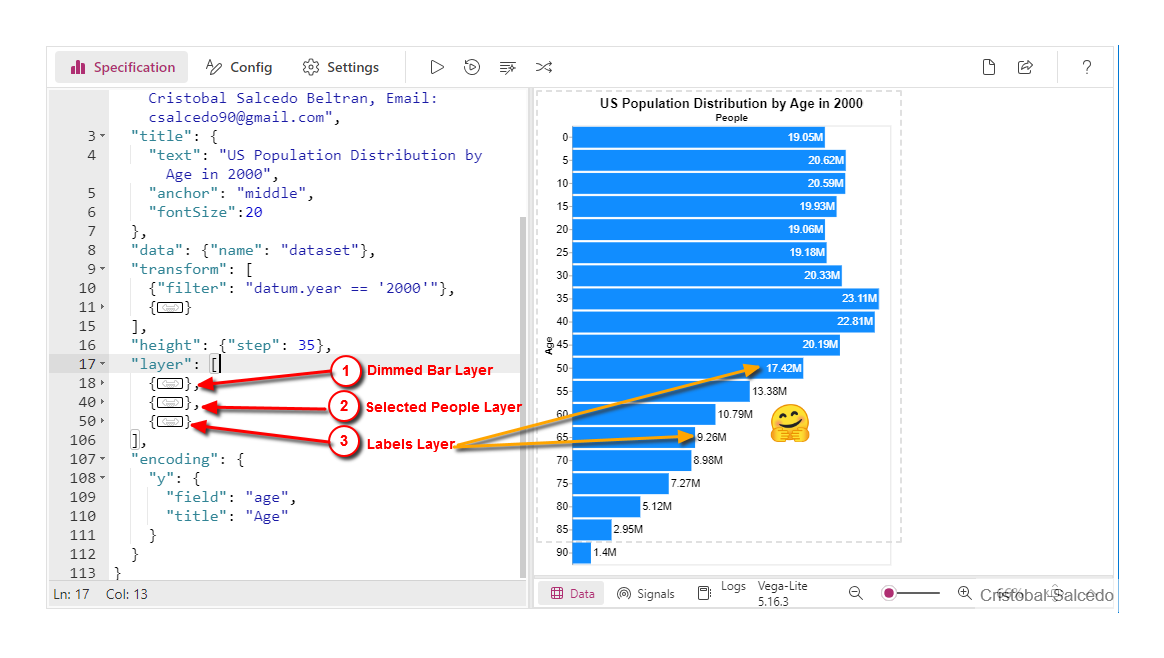 Specification Config Settings ?
Cristobal Salcedo Beltran, Email:
csalcedo90@gmail.com",
3 "title": {
4 "text": "US Population Distribution by
Age in 2000",
5 "anchor": "middle",
6 "fontSize":20
7 },
8 "data": {"name": "dataset"},
9 "transform": [
10 {"filter": "datum.year == '2000'"},
11 {}
15 ],
16 "height": {"step": 35},
17 "layer": [
18 {},
40 {},
50 {}
106 ],
107 "encoding": {
108 "y": {
109 "field": "age",
110 "title": "Age"
111 }
112 }
113 }
1 Dimmed Bar Layer
2 Selected People Layer
3 Labels Layer
Ln: 17 Col: 13
US Population Distribution by Age in 2000
People
Age
0 19.05M
5 20.62M
10 20.59M
15 19.93M
20 19.06M
25 19.18M
30 20.33M
35 23.11M
40 22.81M
45 20.19M
50 17.42M
55 13.38M
60 10.79M
65 9.26M
70 8.98M
75 7.27M
80 5.12M
85 2.95M
90 1.4M
Data Signals Logs Vega-Lite
5.16.3
Cristobal Salcedo